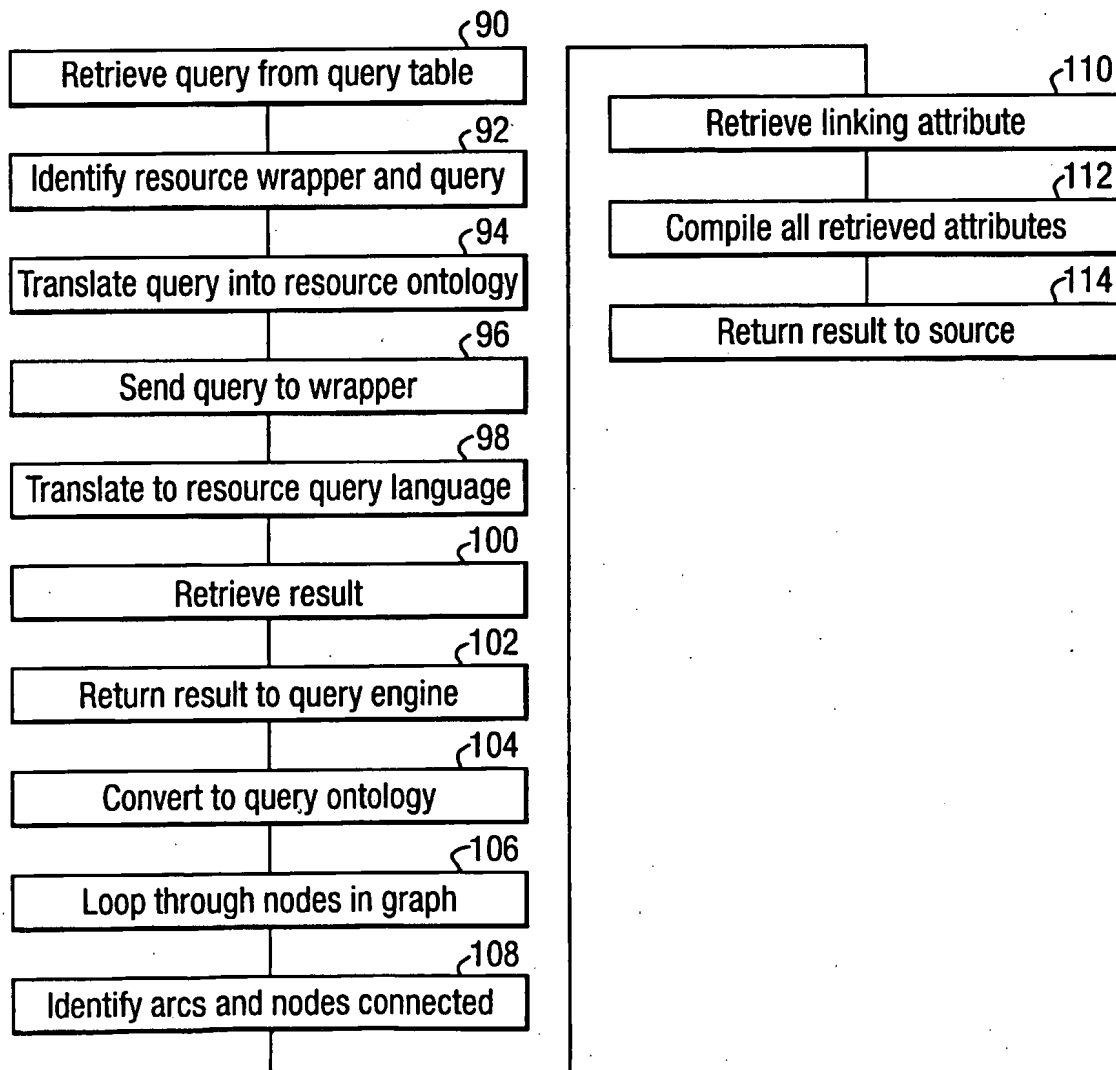 90
Retrieve query from query table
92
Identify resource wrapper and query
94
Translate query into resource ontology
96
Send query to wrapper
98
Translate to resource query language
100
Retrieve result
102
Return result to query engine
104
Convert to query ontology
106
Loop through nodes in graph
108
Identify arcs and nodes connected
110
Retrieve linking attribute
112
Compile all retrieved attributes
114
Return result to source